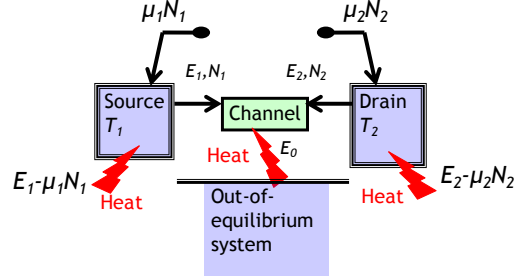 μ₁N₁
μ₂N₂
E₁,N₁
E₂,N₂
Source
T₁
Channel
Drain
T₂
Heat
E₀
E₁-μ₁N₁
Heat
Heat
E₂-μ₂N₂
Out-of-
equilibrium
system